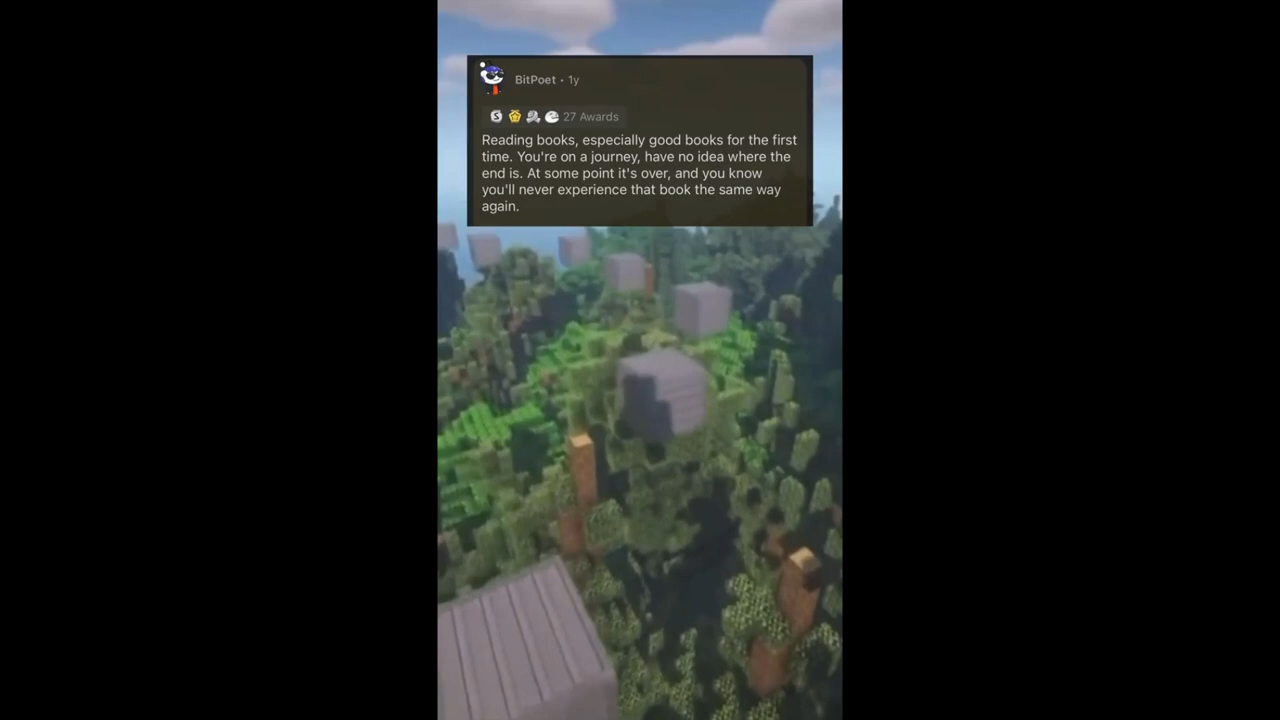 BitPoet • 1y
27 Awards
Reading books, especially good books for the first
time. You're on a journey, have no idea where the
end is. At some point it's over, and you know
you'll never experience that book the same way
again.